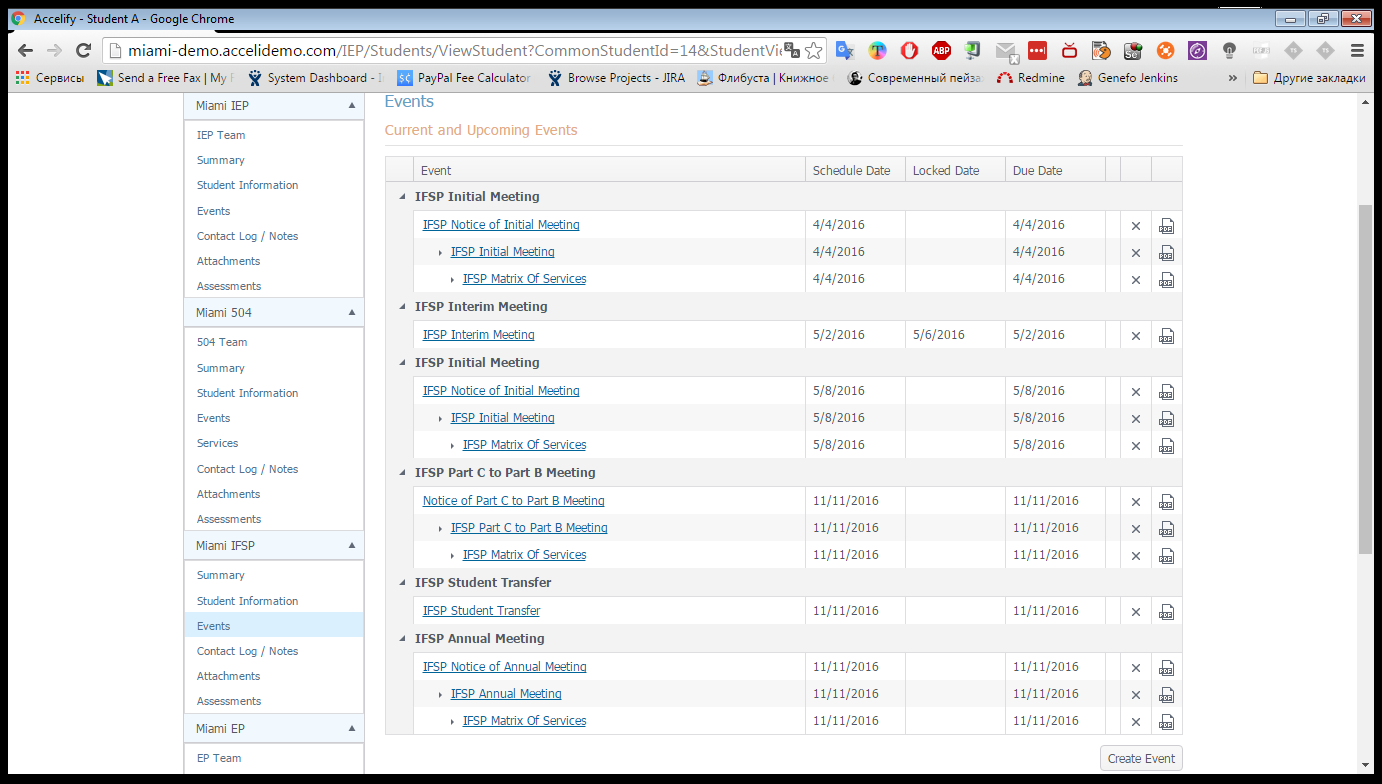 Accelify - Student A - Google Chrome
miami-demo.accelidemo.com/IEP/Students/ViewStudent?CommonStudentId=14&StudentVie
ABP
Сервисы Send a Free Fax | My F System Dashboard - I PayPal Fee Calculator Browse Projects - JIRA Флибуста | Книжное Современный пейза Redmine Genefo Jenkins » Другие закладки
Miami IEP
IEP Team
Summary
Student Information
Events
Contact Log / Notes
Attachments
Assessments
Miami 504
504 Team
Summary
Student Information
Events
Services
Contact Log / Notes
Attachments
Assessments
Miami IFSP
Summary
Student Information
Events
Contact Log / Notes
Attachments
Assessments
Miami EP
EP Team
Events
Current and Upcoming Events
Event Schedule Date Locked Date Due Date
IFSP Initial Meeting
IFSP Notice of Initial Meeting 4/4/2016 4/4/2016
IFSP Initial Meeting 4/4/2016 4/4/2016
IFSP Matrix Of Services 4/4/2016 4/4/2016
IFSP Interim Meeting
IFSP Interim Meeting 5/2/2016 5/6/2016 5/2/2016
IFSP Initial Meeting
IFSP Notice of Initial Meeting 5/8/2016 5/8/2016
IFSP Initial Meeting 5/8/2016 5/8/2016
IFSP Matrix Of Services 5/8/2016 5/8/2016
IFSP Part C to Part B Meeting
Notice of Part C to Part B Meeting 11/11/2016 11/11/2016
IFSP Part C to Part B Meeting 11/11/2016 11/11/2016
IFSP Matrix Of Services 11/11/2016 11/11/2016
IFSP Student Transfer
IFSP Student Transfer 11/11/2016 11/11/2016
IFSP Annual Meeting
IFSP Notice of Annual Meeting 11/11/2016 11/11/2016
IFSP Annual Meeting 11/11/2016 11/11/2016
IFSP Matrix Of Services 11/11/2016 11/11/2016
Create Event